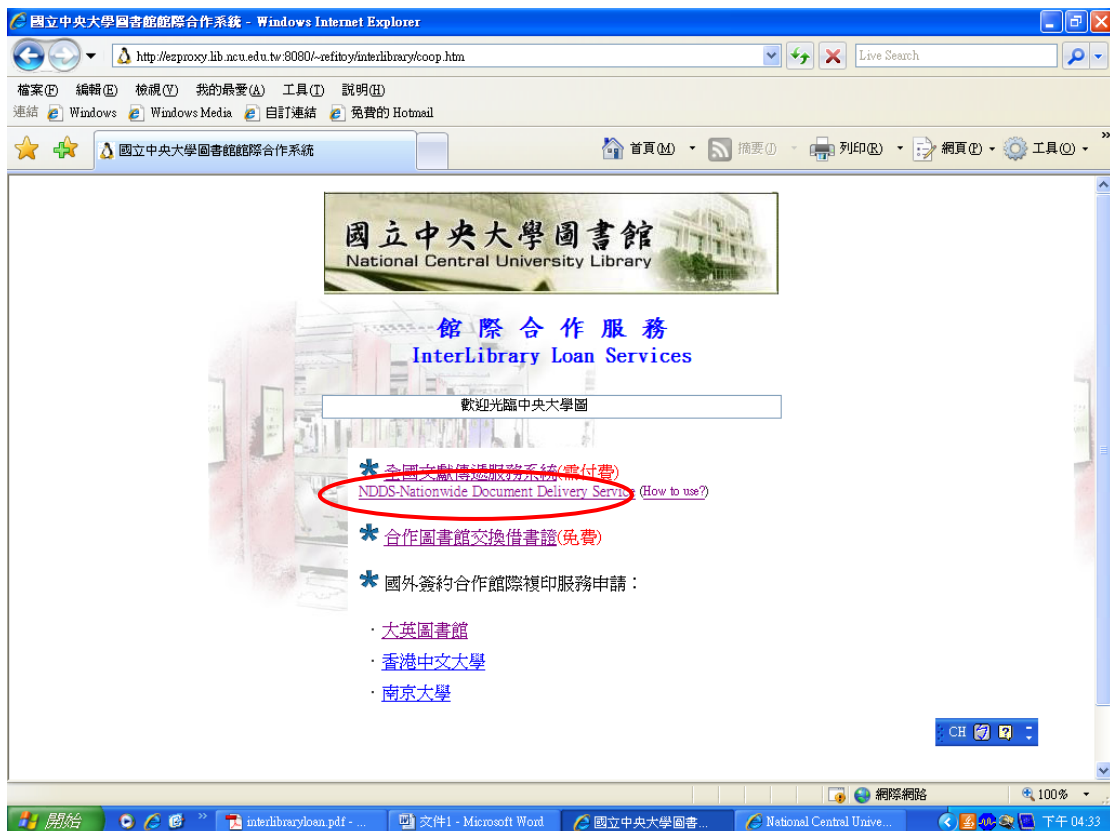 國立中央大學圖書館館際合作系統 - Windows Internet Explorer
http://ezproxy.lib.ncu.edu.tw:8080/~refitoy/interlibrary/coop.htm
Live Search
檔案(F) 編輯(E) 檢視(V) 我的最愛(A) 工具(T) 說明(H)
連結 Windows Windows Media 自訂連結 免費的 Hotmail
國立中央大學圖書館館際合作系統 首頁(M) 摘要(J) 列印(R) 網頁(P) 工具(O) »
國立中央大學圖書館
National Central University Library
館 際 合 作 服 務
InterLibrary Loan Services
歡迎光臨中央大學圖
* 全國文獻傳遞服務系統(需付費)
NDDS-Nationwide Document Delivery Service (How to use?)
* 合作圖書館交換借書證(免費)
* 國外簽約合作館際複印服務申請：
· 大英圖書館
· 香港中文大學
· 南京大學
CH
網際網路 100%
開始 » interlibraryloan.pdf - ... 文件1 - Microsoft Word 國立中央大學圖書... National Central Unive... 下午 04:33